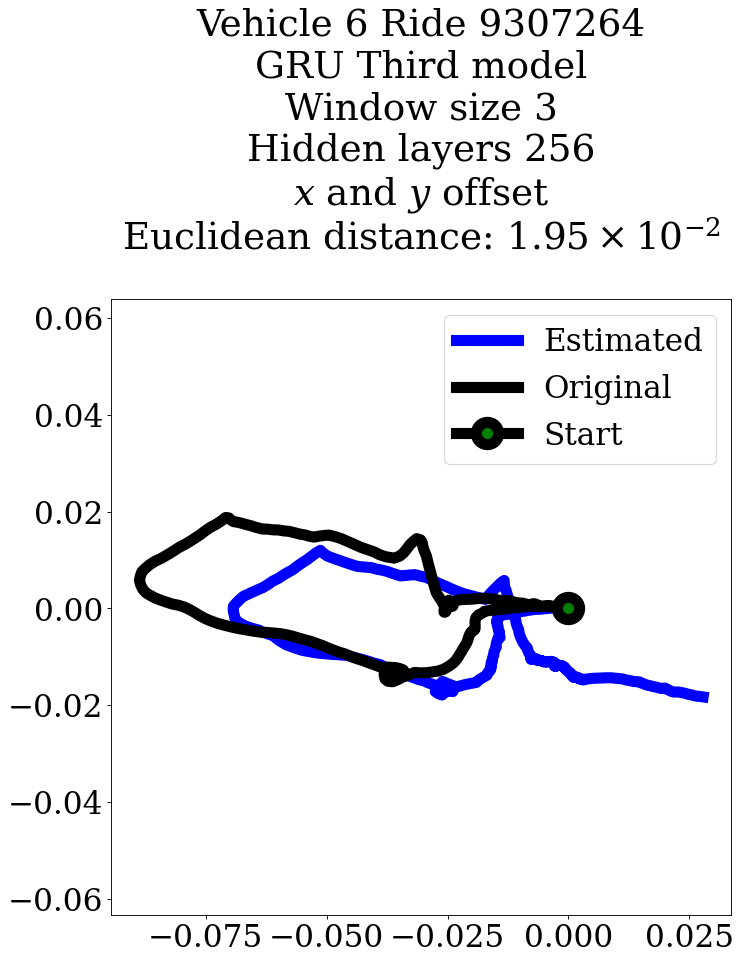 Vehicle 6 Ride 9307264
GRU Third model
Window size 3
Hidden layers 256
x and y offset
Euclidean distance: 1.95 × 10⁻²
Estimated
Original
Start
0.06
0.04
0.02
0.00
−0.02
−0.04
−0.06
−0.075 −0.050 −0.025 0.000 0.025